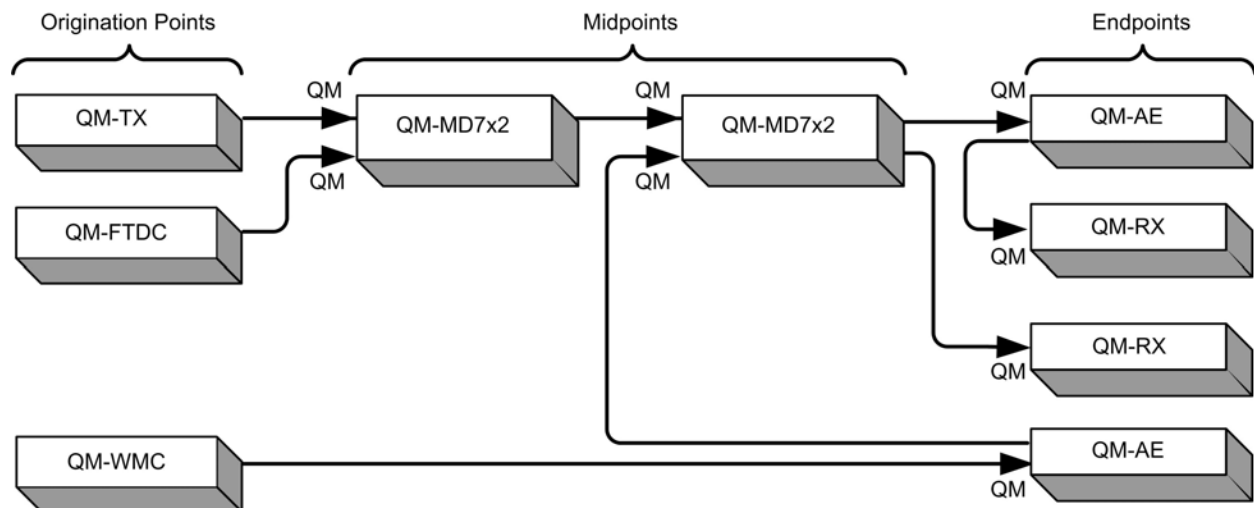 Origination Points
Midpoints
Endpoints
QM-TX
QM
QM-MD7x2
QM
QM-MD7x2
QM
QM-AE
QM
QM
QM-FTDC
QM-RX
QM
QM-RX
QM
QM-WMC
QM-AE
QM